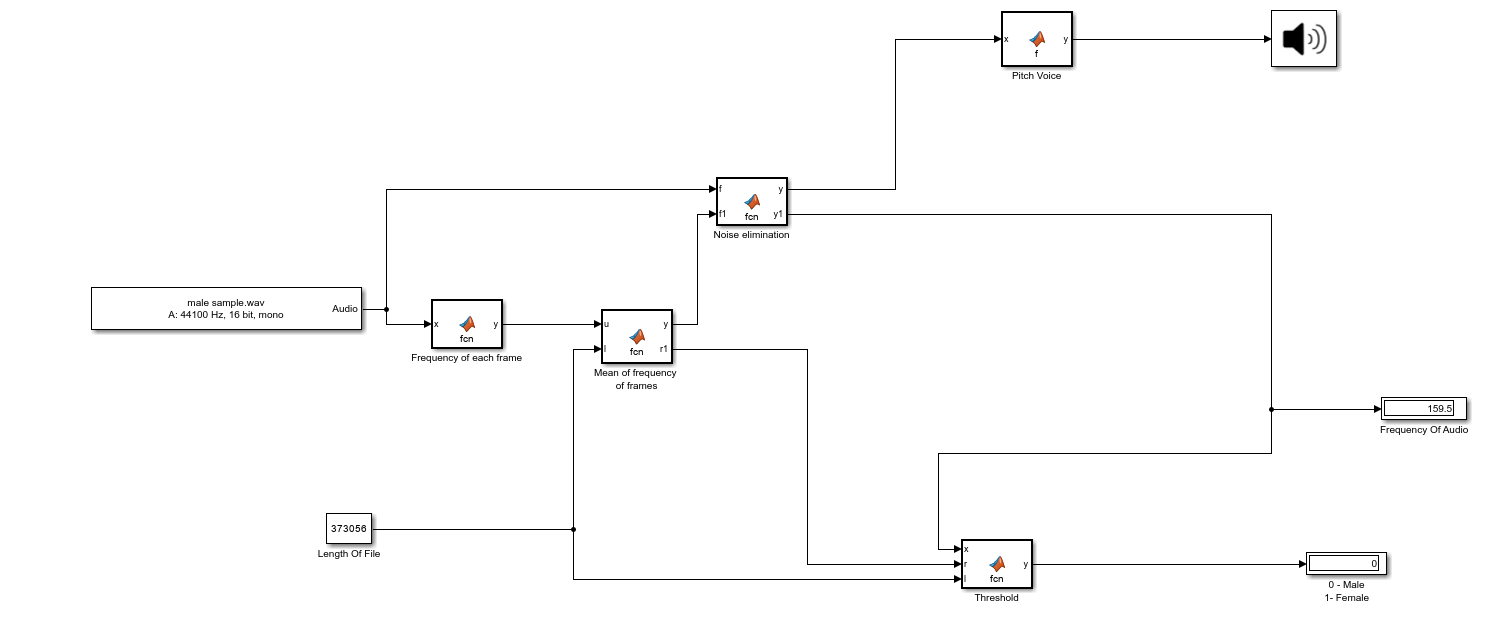 x
y
f
Pitch Voice
f
y
f1
y1
fcn
Noise elimination
male sample.wav
A: 44100 Hz, 16 bit, mono
Audio
x
y
fcn
Frequency of each frame
u
y
l
r1
fcn
Mean of frequency
of frames
159.5
Frequency Of Audio
373056
Length Of File
x
r
y
l
fcn
Threshold
0
0 - Male
1- Female